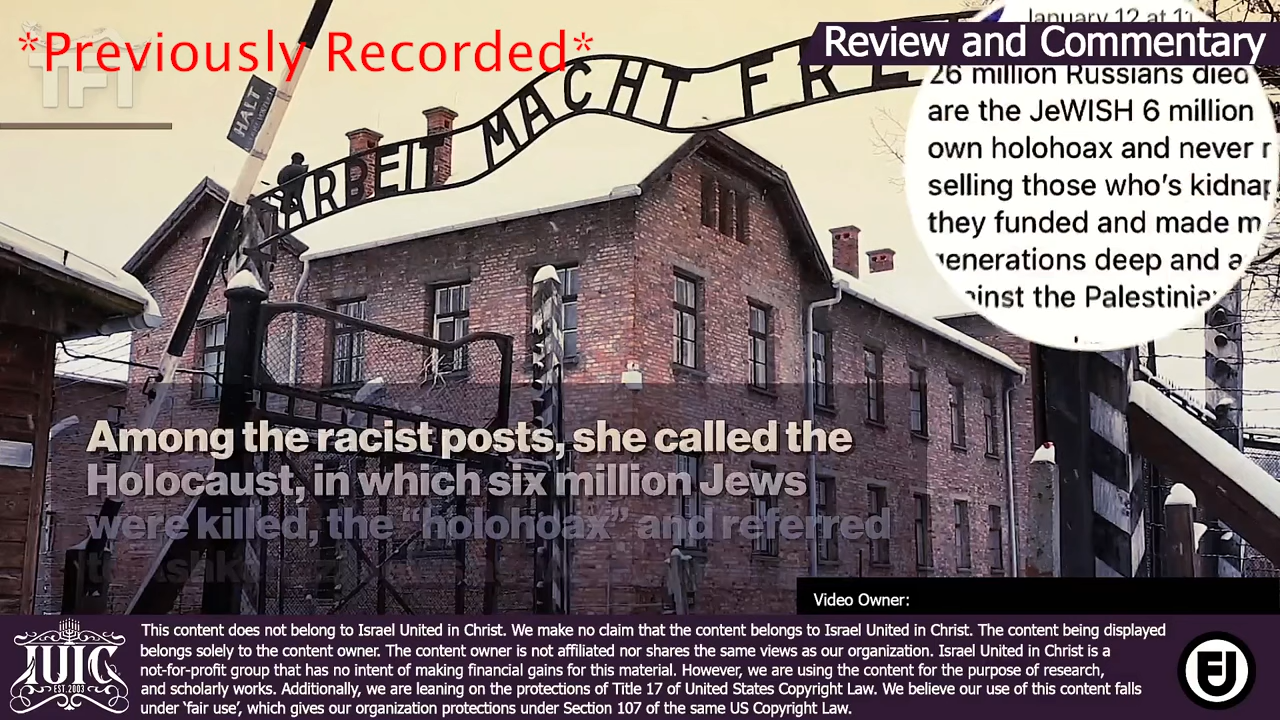 *Previously Recorded*
TFI
Review and Commentary
January 12 at 11
26 million Russians died
are the JeWISH 6 million
own holohoax and never
selling those who's kidnap
they funded and made m
generations deep and a
ainst the Palestinia
HALT
ARBEIT MACHT FREI
Among the racist posts, she called the
Holocaust, in which six million Jews
were killed, the “holohoax” and referred
Video Owner:
This content does not belong to Israel United in Christ. We make no claim that the content belongs to Israel United in Christ. The content being displayed
belongs solely to the content owner. The content owner is not affiliated nor shares the same views as our organization. Israel United in Christ is a
not-for-profit group that has no intent of making financial gains for this material. However, we are using the content for the purpose of research,
and scholarly works. Additionally, we are leaning on the protections of Title 17 of United States Copyright Law. We believe our use of this content falls
under ‘fair use’, which gives our organization protections under Section 107 of the same US Copyright Law.
IUIC
EST. 2003